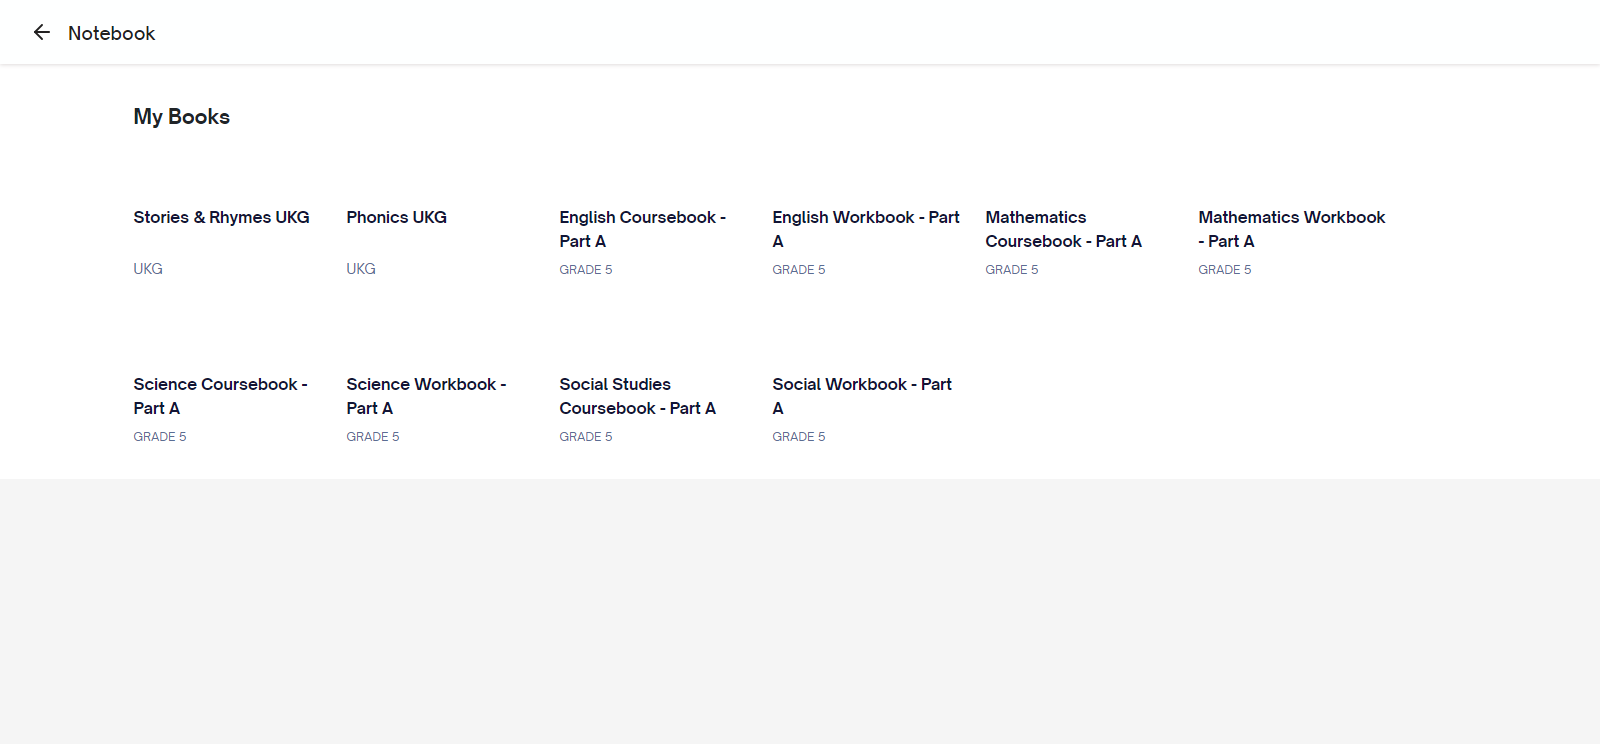 Notebook
My Books
Stories & Rhymes UKG
UKG
Phonics UKG
UKG
English Coursebook -
Part A
GRADE 5
English Workbook - Part
A
GRADE 5
Mathematics
Coursebook - Part A
GRADE 5
Mathematics Workbook
- Part A
GRADE 5
Science Coursebook -
Part A
GRADE 5
Science Workbook -
Part A
GRADE 5
Social Studies
Coursebook - Part A
GRADE 5
Social Workbook - Part
A
GRADE 5